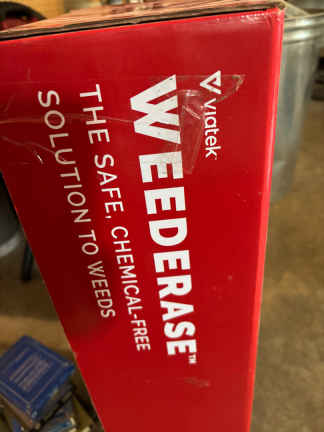 viatek
WEEDERASE™
THE SAFE, CHEMICAL-FREE
SOLUTION TO WEEDS